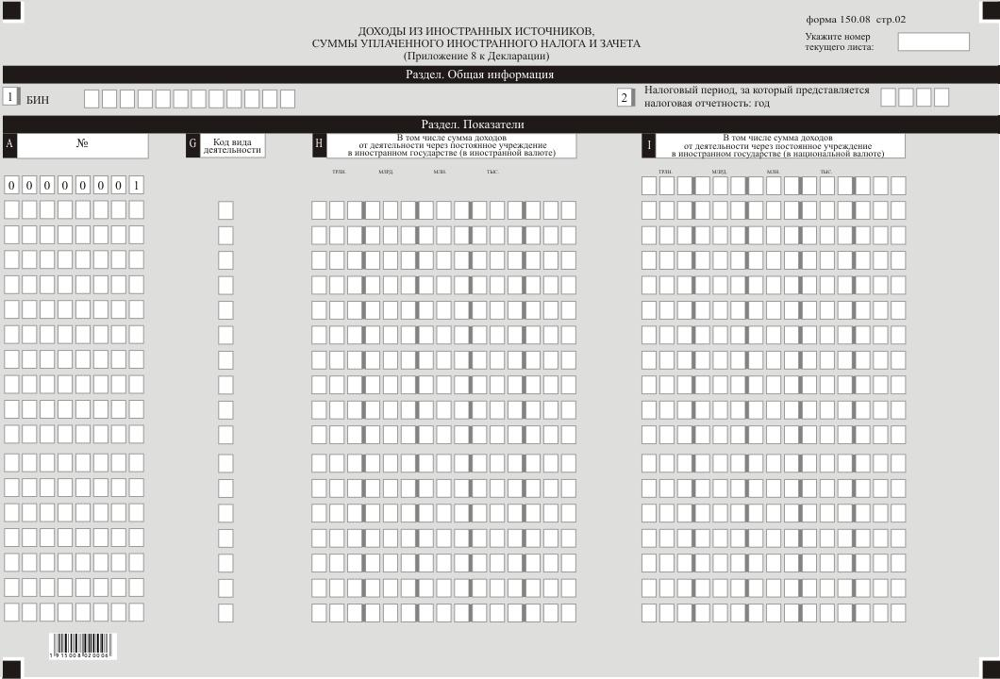 форма 150.08 стр.02
ДОХОДЫ ИЗ ИНОСТРАННЫХ ИСТОЧНИКОВ,
СУММЫ УПЛАЧЕННОГО ИНОСТРАННОГО НАЛОГА И ЗАЧЕТА
(Приложение 8 к Декларации)
Укажите номер
текущего листа:
Раздел. Общая информация
1 БИН
2 Налоговый период, за который представляется
налоговая отчетность: год
Раздел. Показатели
A №
G Код вида
деятельности
H В том числе сумма доходов
от деятельности через постоянное учреждение
в иностранном государстве (в иностранной валюте)
I В том числе сумма доходов
от деятельности через постоянное учреждение
в иностранном государстве (в национальной валюте)
ТРЛН. МЛРД. МЛН. ТЫС.
ТРЛН. МЛРД. МЛН. ТЫС.
0 0 0 0 0 0 0 1
1 915008 020006